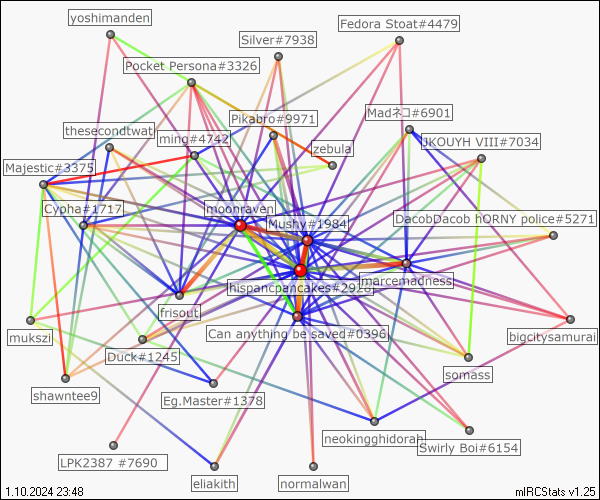 yoshimanden
Fedora Stoat#4479
Silver#7938
Pocket Persona#3326
Pikabro#9971
Madネコ#6901
thesecondtwat
ming#4742
JKOUYH VIII#7034
zebula
Majestic#3375
Cypha#1717
moonraven
Mushy#1984
DacobDacob hQRNY police#5271
hispancpancakes#2928
marcemadness
frisoutj
Can anything be saved#0396
mukszi
bigcitysamurai
Duck#1245
somass
shawntee9
Eg.Master#1378
neokingghidorah
Swirly Boi#6154
LPK2387 #7690
eliakith
normalwan
1.10.2024 23:48
mIRCStats v1.25